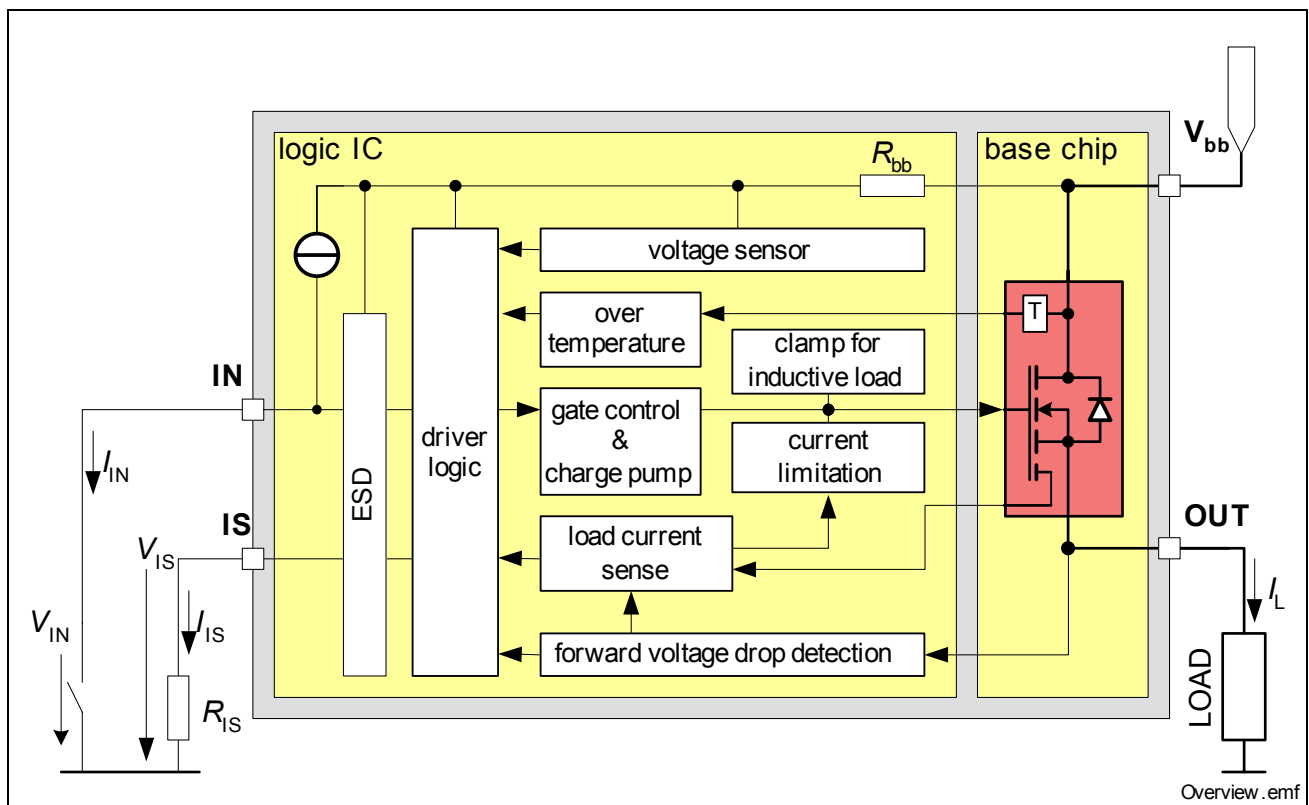 logic IC
R_bb
base chip
V_bb
voltage sensor
over
temperature
T
clamp for
inductive load
IN
gate control
&
charge pump
driver
logic
current
limitation
I_IN
ESD
IS
OUT
V_IS
load current
sense
V_IN
I_IS
I_L
forward voltage drop detection
R_IS
LOAD
Overview.emf